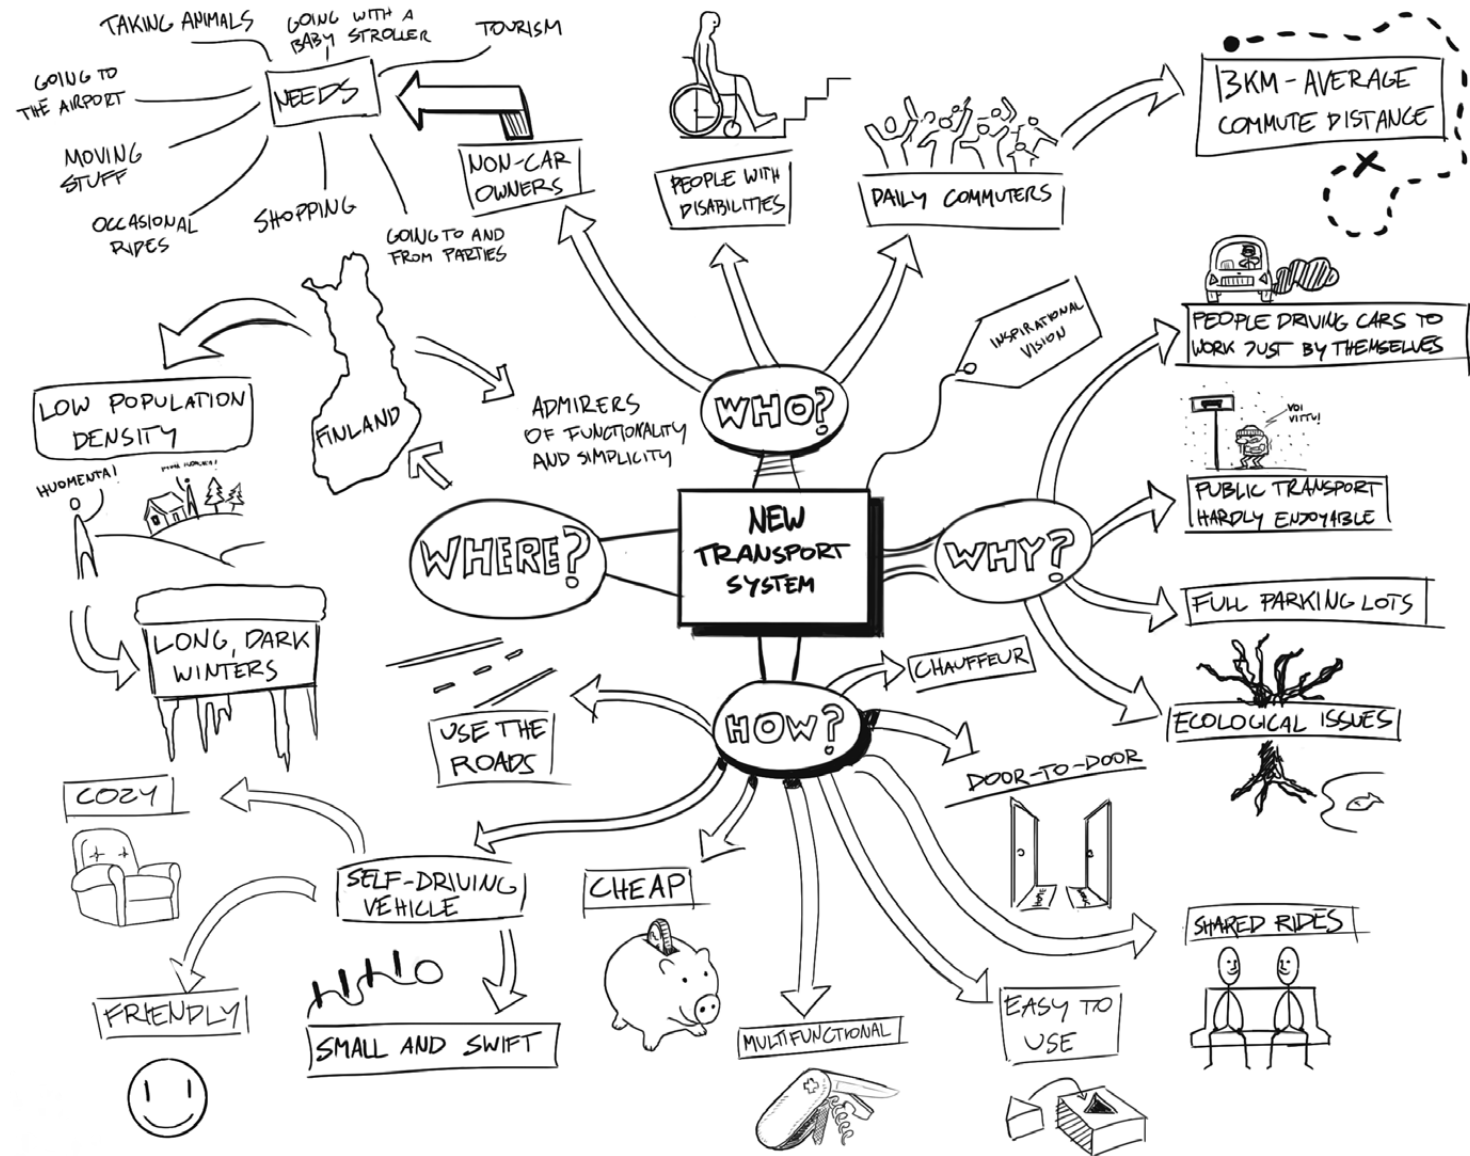 TAKING ANIMALS
GOING WITH A
BABY STROLLER
TOURISM
GOING TO
THE AIRPORT
NEEDS
MOVING
STUFF
OCCASIONAL
RIDES
SHOPPING
GOING TO AND
FROM PARTIES
NON-CAR
OWNERS
PEOPLE WITH
DISABILITIES
DAILY COMMUTERS
13KM - AVERAGE
COMMUTE DISTANCE
INSPIRATIONAL
VISION
PEOPLE DRIVING CARS TO
WORK JUST BY THEMSELVES
VOI
VITTU!
PUBLIC TRANSPORT
HARDLY ENJOYABLE
FULL PARKING LOTS
ECOLOGICAL ISSUES
WHO?
LOW POPULATION
DENSITY
FINLAND
ADMIRERS
OF FUNCTIONALITY
AND SIMPLICITY
HUOMENTA!
WHERE?
NEW
TRANSPORT
SYSTEM
WHY?
LONG, DARK
WINTERS
USE THE
ROADS
HOW?
CHAUFFEUR
DOOR-TO-DOOR
COZY
SELF-DRIVING
VEHICLE
CHEAP
SHARED RIDES
FRIENDLY
SMALL AND SWIFT
MULTIFUNCTIONAL
EASY TO
USE